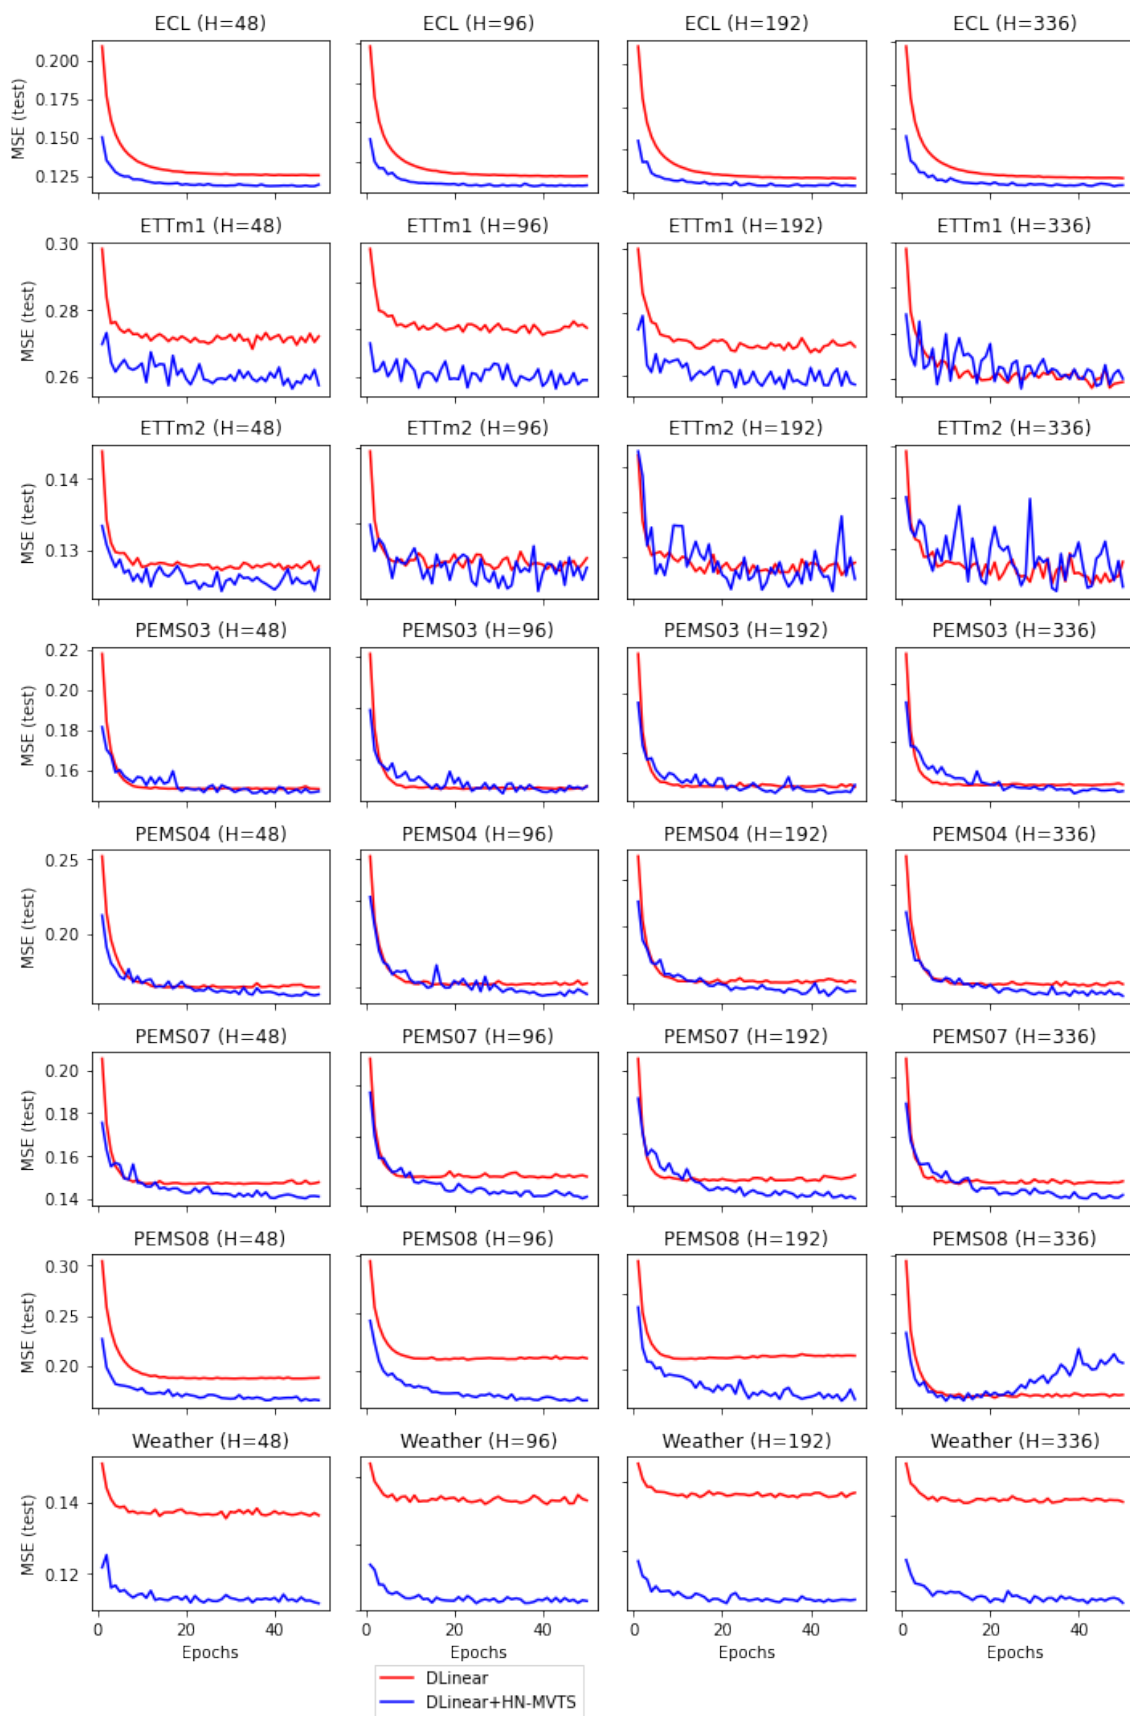 ECL (H=48) ECL (H=96) ECL (H=192) ECL (H=336)
MSE (test)
0.200
0.175
0.150
0.125
ETTm1 (H=48) ETTm1 (H=96) ETTm1 (H=192) ETTm1 (H=336)
MSE (test)
0.30
0.28
0.26
ETTm2 (H=48) ETTm2 (H=96) ETTm2 (H=192) ETTm2 (H=336)
MSE (test)
0.14
0.13
PEMS03 (H=48) PEMS03 (H=96) PEMS03 (H=192) PEMS03 (H=336)
MSE (test)
0.22
0.20
0.18
0.16
PEMS04 (H=48) PEMS04 (H=96) PEMS04 (H=192) PEMS04 (H=336)
MSE (test)
0.25
0.20
PEMS07 (H=48) PEMS07 (H=96) PEMS07 (H=192) PEMS07 (H=336)
MSE (test)
0.20
0.18
0.16
0.14
PEMS08 (H=48) PEMS08 (H=96) PEMS08 (H=192) PEMS08 (H=336)
MSE (test)
0.30
0.25
0.20
Weather (H=48) Weather (H=96) Weather (H=192) Weather (H=336)
MSE (test)
0.14
0.12
0 20 40 0 20 40 0 20 40 0 20 40
Epochs Epochs Epochs Epochs
DLinear
DLinear+HN-MVTS